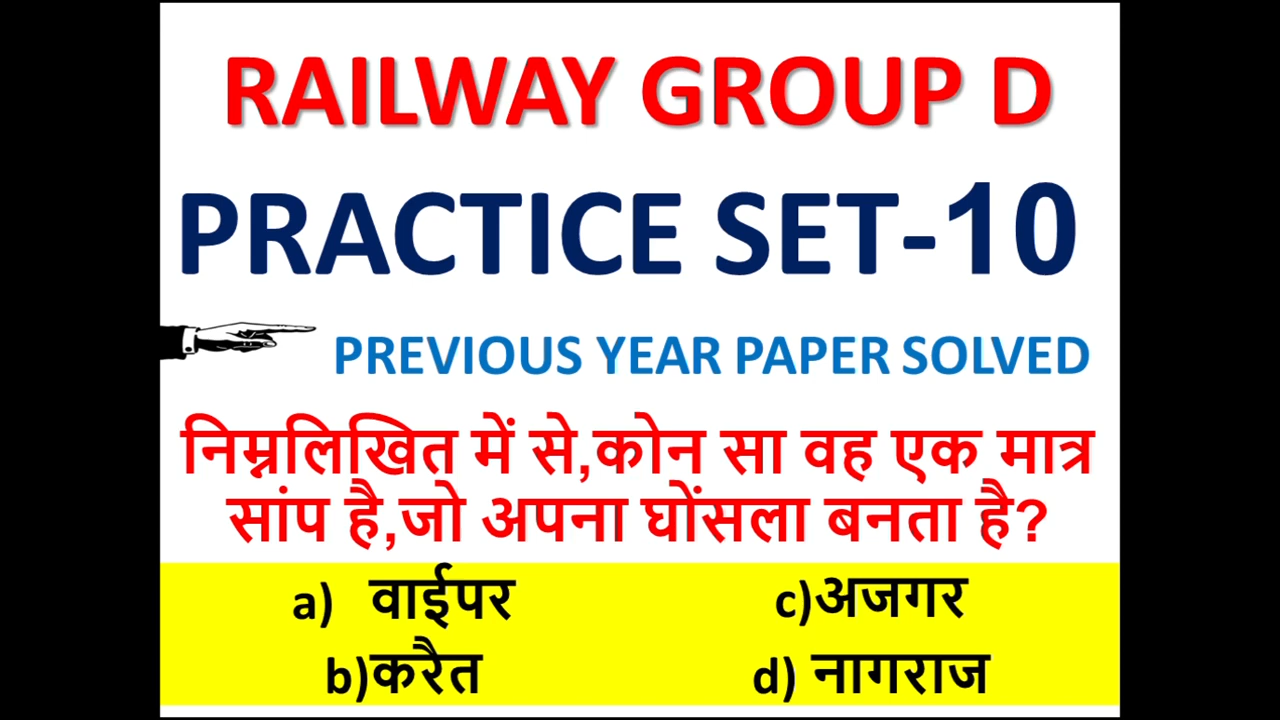 RAILWAY GROUP D
PRACTICE SET-10
PREVIOUS YEAR PAPER SOLVED
निम्नलिखित में से,कोन सा वह एक मात्र
सांप है,जो अपना घोंसला बनता है?
a) वाईपर
c)अजगर
b)करैत
d) नागराज